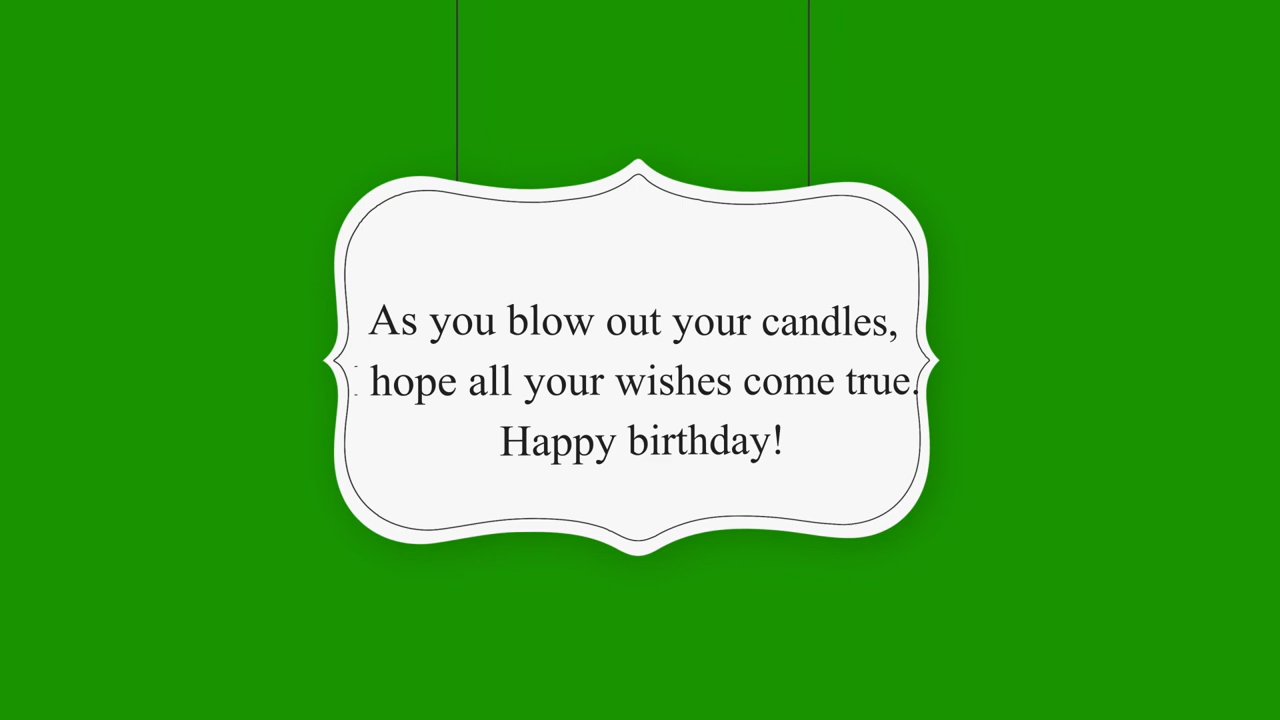 As you blow out your candles,
hope all your wishes come true.
Happy birthday!